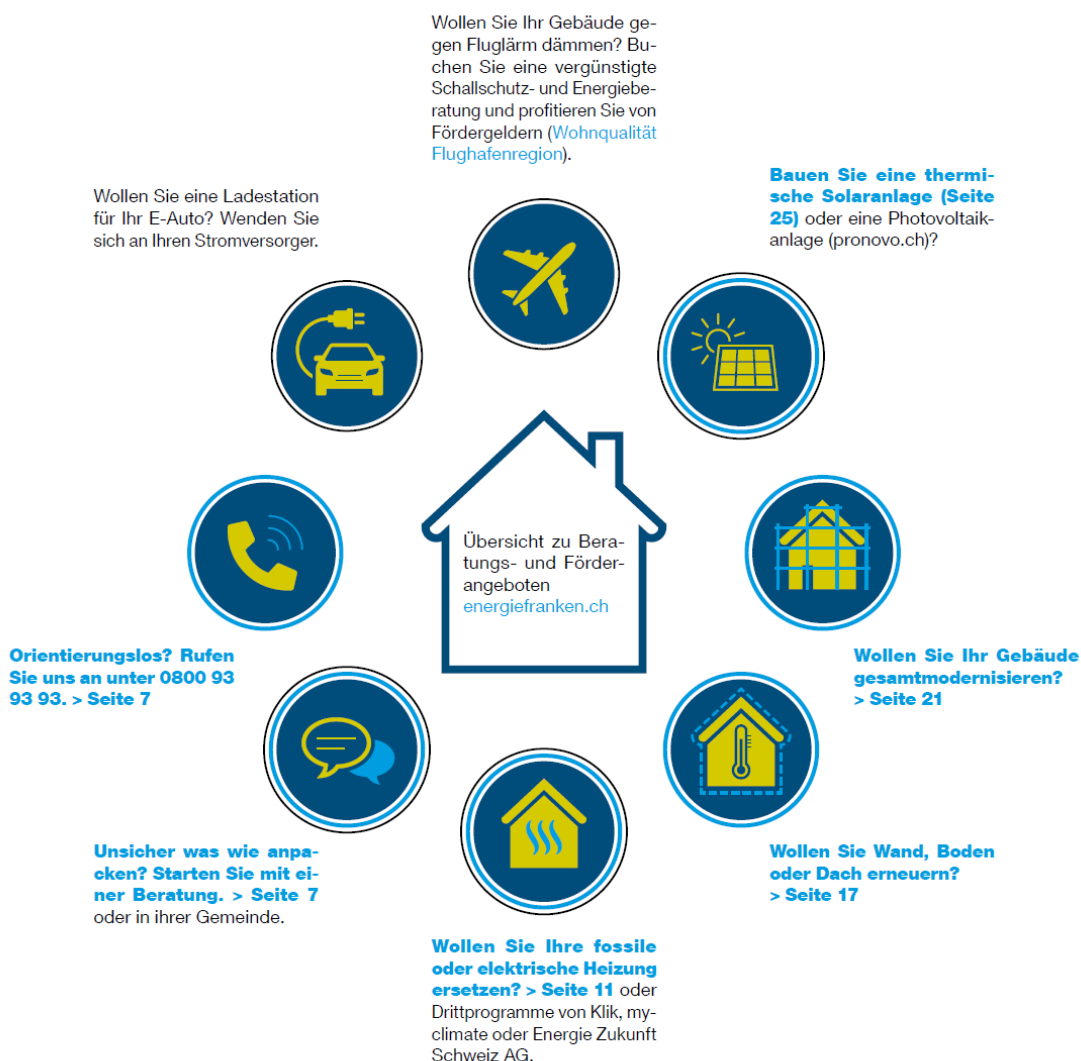 Wollen Sie Ihr Gebäude ge-
gen Fluglärm dämmen? Bu-
chen Sie eine vergünstigte
Schallschutz- und Energiebe-
ratung und profitieren Sie von
Fördergeldern (Wohnqualität
Flughafenregion).
Bauen Sie eine thermi-
sche Solaranlage (Seite
25) oder eine Photovoltaik-
anlage (pronovo.ch)?
Wollen Sie eine Ladestation
für Ihr E-Auto? Wenden Sie
sich an Ihren Stromversorger.
Übersicht zu Bera-
tungs- und Förder-
angeboten
energiefranken.ch
Orientierungslos? Rufen
Sie uns an unter 0800 93
93 93. > Seite 7
Wollen Sie Ihr Gebäude
gesamtmodernisieren?
> Seite 21
Unsicher was wie anpa-
cken? Starten Sie mit ei-
ner Beratung. > Seite 7
oder in ihrer Gemeinde.
Wollen Sie Wand, Boden
oder Dach erneuern?
> Seite 17
Wollen Sie Ihre fossile
oder elektrische Heizung
ersetzen? > Seite 11 oder
Drittprogramme von Klik, my-
climate oder Energie Zukunft
Schweiz AG.